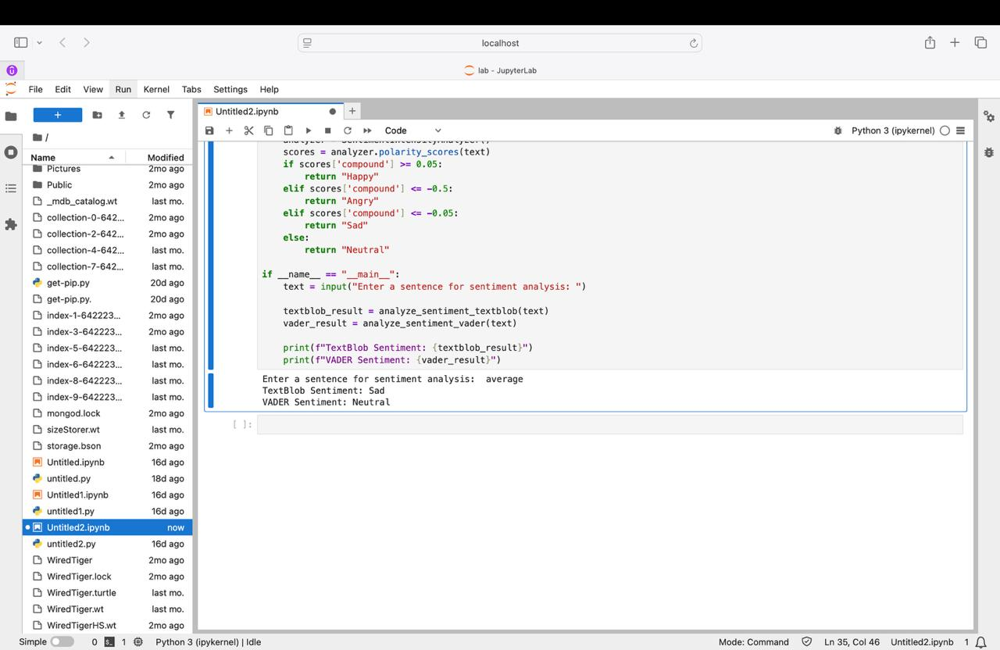 localhost
lab - JupyterLab
File Edit View Run Kernel Tabs Settings Help
Untitled2.ipynb
+
Code
Python 3 (ipykernel)
/
Name Modified
Pictures 2mo ago
Public 2mo ago
_mdb_catalog.wt last mo.
collection-0-642... 2mo ago
collection-2-642... 2mo ago
collection-4-642... last mo.
collection-7-642... last mo.
get-pip.py 20d ago
get-pip.py. 20d ago
index-1-642223... 2mo ago
index-3-642223... 2mo ago
index-5-642223... last mo.
index-6-642223... last mo.
index-8-642223... last mo.
index-9-642223... last mo.
mongod.lock 2mo ago
sizeStorer.wt last mo.
storage.bson 2mo ago
Untitled.ipynb 16d ago
untitled.py 18d ago
Untitled1.ipynb 16d ago
untitled1.py 16d ago
Untitled2.ipynb now
untitled2.py 16d ago
WiredTiger 2mo ago
WiredTiger.lock 2mo ago
WiredTiger.turtle last mo.
WiredTiger.wt last mo.
WiredTigerHS.wt 2mo ago
analyzer = SentimentIntensityAnalyzer()
scores = analyzer.polarity_scores(text)
if scores['compound'] >= 0.05:
return "Happy"
elif scores['compound'] <= -0.5:
return "Angry"
elif scores['compound'] <= -0.05:
return "Sad"
else:
return "Neutral"
if __name__ == "__main__":
text = input("Enter a sentence for sentiment analysis: ")
textblob_result = analyze_sentiment_textblob(text)
vader_result = analyze_sentiment_vader(text)
print(f"TextBlob Sentiment: {textblob_result}")
print(f"VADER Sentiment: {vader_result}")
Enter a sentence for sentiment analysis:  average
TextBlob Sentiment: Sad
VADER Sentiment: Neutral
[ ]:
Simple 0 $_ 1 Python 3 (ipykernel) | Idle Mode: Command Ln 35, Col 46 Untitled2.ipynb 1